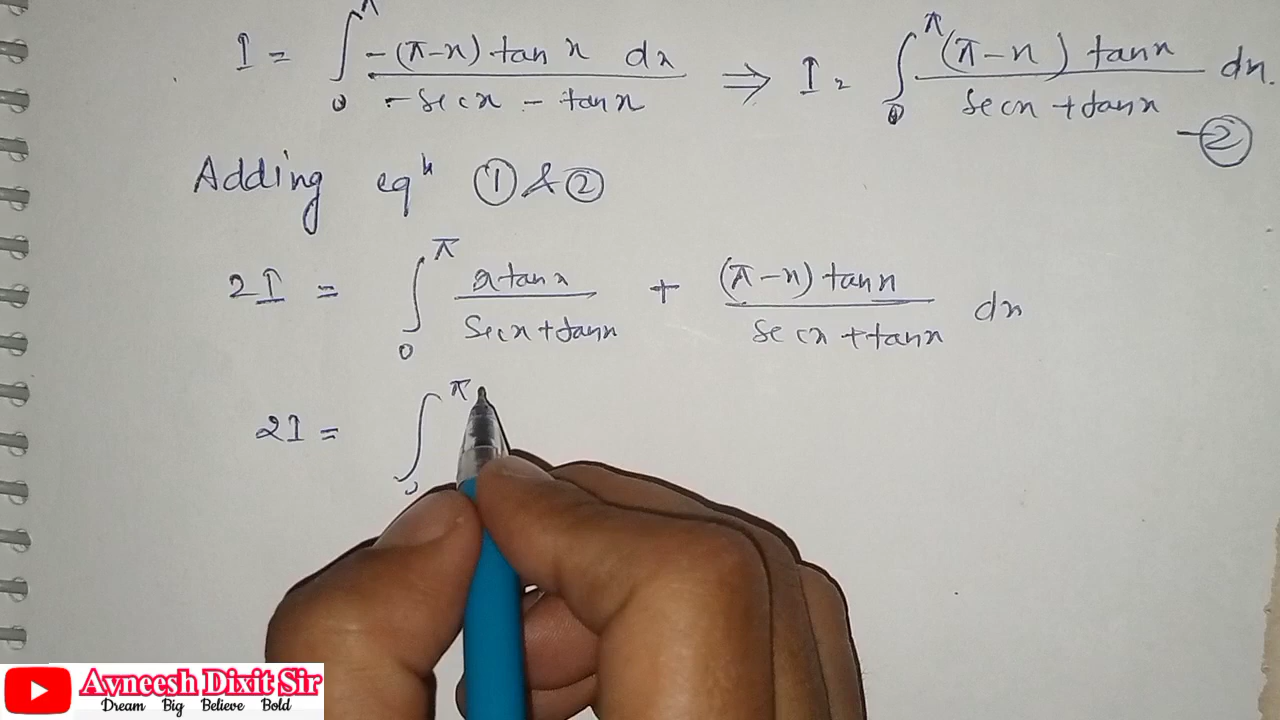 I = ∫₀^π -(π-x) tan x dx / -sec x - tan x ⇒ I = ∫₀^π (π-x) tan x / sec x + tan x dx. —②
Adding eqⁿ ① & ②
2I = ∫₀^π x tan x / sec x + tan x + (π-x) tan x / sec x + tan x dx
2I = ∫₀^π
Avneesh Dixit Sir
Dream Big Believe Bold